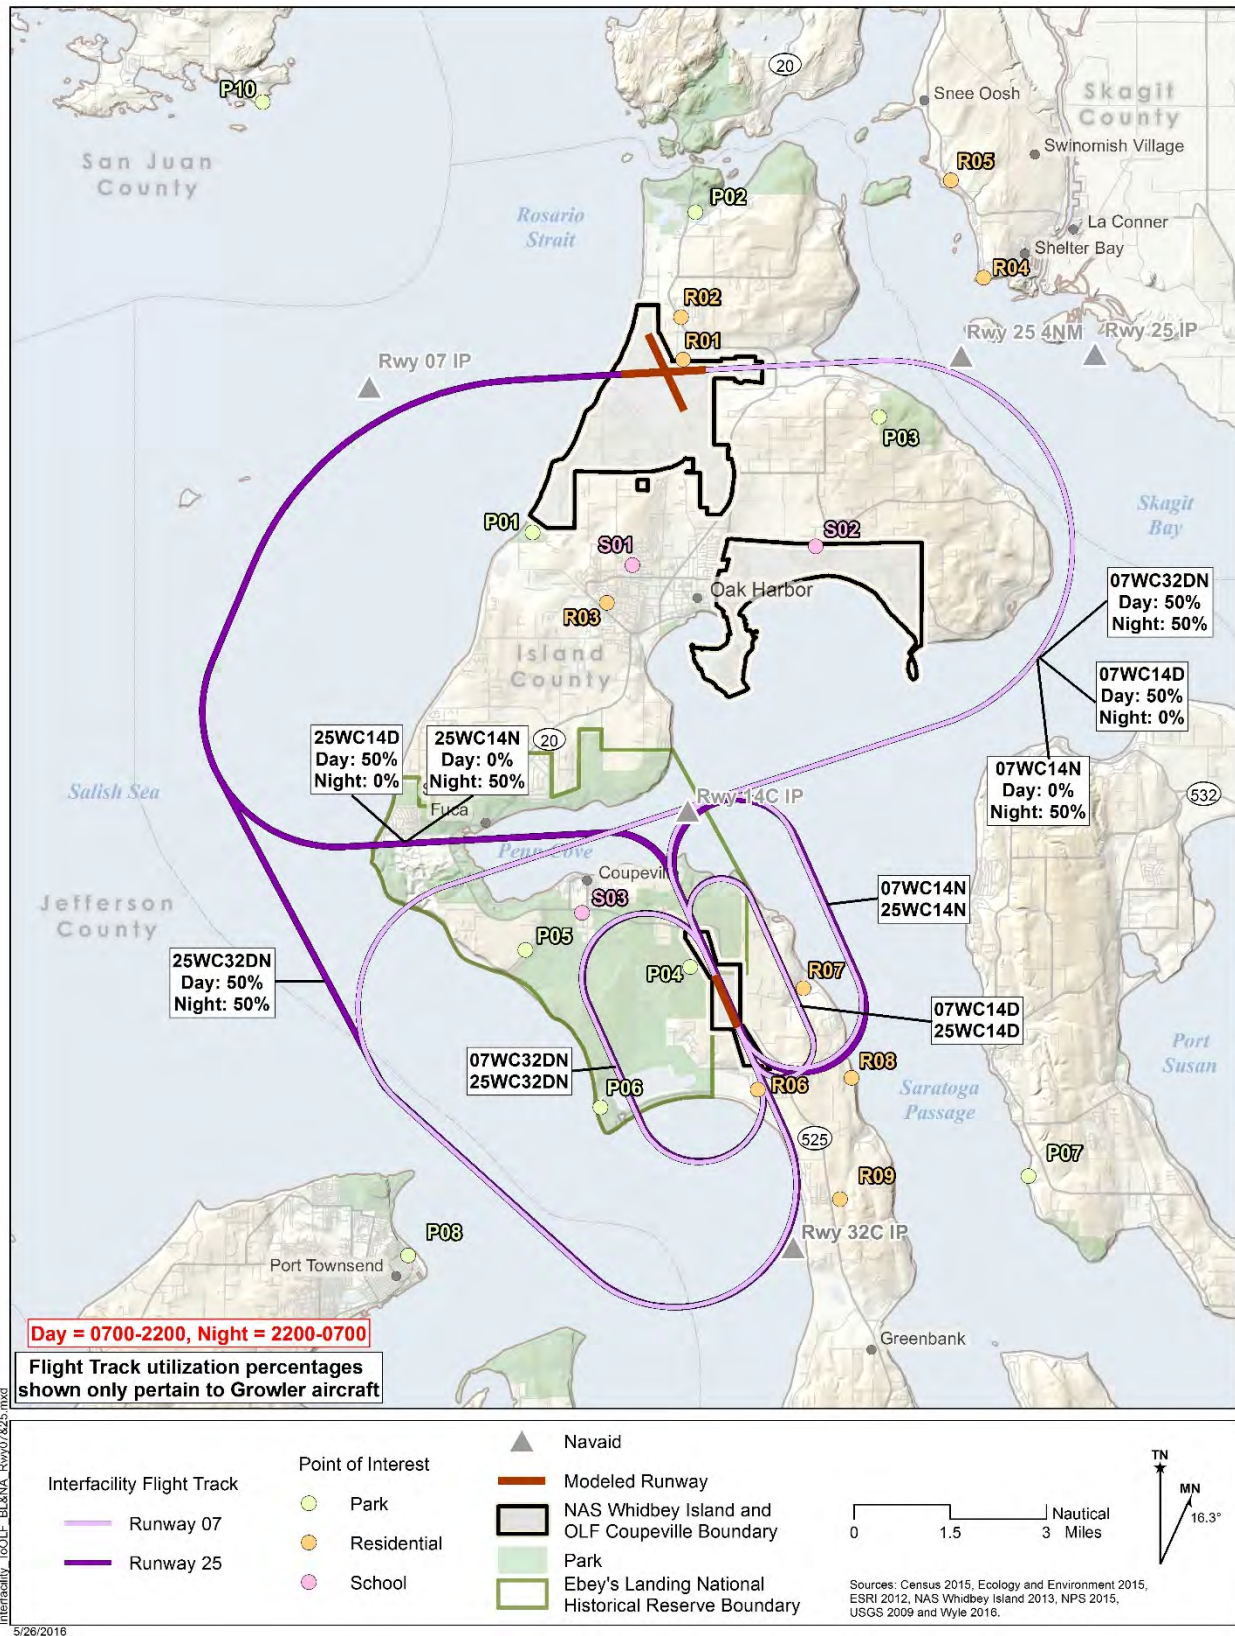 P10
20
Snee Oosh
Skagit
County
Swinomish Village
San Juan
County
R05
P02
Rosario
Strait
La Conner
Shelter Bay
R04
R02
Rwy 25 4NM
Rwy 25 IP
R01
Rwy 07 IP
P03
Skagit
Bay
P01
S01
S02
Oak Harbor
R03
07WC32DN
Day: 50%
Night: 50%
Island
County
07WC14D
Day: 50%
Night: 0%
25WC14D
Day: 50%
Night: 0%
25WC14N
Day: 0%
Night: 50%
20
07WC14N
Day: 0%
Night: 50%
Salish Sea
Fuca
Rwy 14C IP
532
Penn Cove
Coupeville
Jefferson
County
S03
07WC14N
25WC14N
P05
25WC32DN
Day: 50%
Night: 50%
P04
R07
07WC14D
25WC14D
07WC32DN
25WC32DN
P06
R06
R08
Saratoga
Passage
Port
Susan
525
P07
R09
P08
Rwy 32C IP
Port Townsend
Day = 0700-2200, Night = 2200-0700
Greenbank
Flight Track utilization percentages
shown only pertain to Growler aircraft
Interfacility Flight Track
Runway 07
Runway 25
Point of Interest
Park
Residential
School
Navaid
Modeled Runway
NAS Whidbey Island and
OLF Coupeville Boundary
Park
Ebey's Landing National
Historical Reserve Boundary
0 1.5 3 Nautical
Miles
TN
MN
16.3°
Sources: Census 2015, Ecology and Environment 2015,
ESRI 2012, NAS Whidbey Island 2013, NPS 2015,
USGS 2009 and Wyle 2016.
Interfacility_ToOLF_BL&NA_Rwy07&25.mxd
5/26/2016